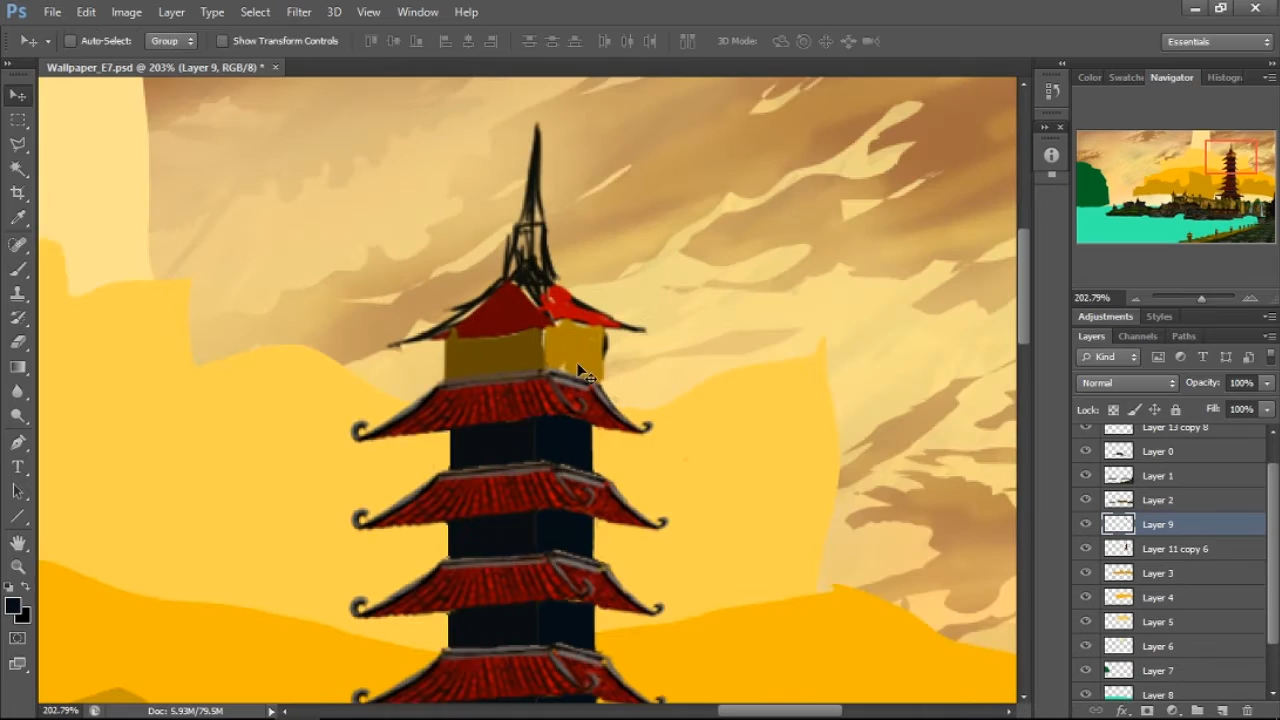 Ps File Edit Image Layer Type Select Filter 3D View Window Help
Auto-Select: Group Show Transform Controls 3D Mode: Essentials
Wallpaper_E7.psd @ 203% (Layer 9, RGB/8) * ×
Color Swatche Navigator Histogr
202.79%
Adjustments Styles
Layers Channels Paths
Kind
Normal Opacity: 100%
Lock: Fill: 100%
Layer 13 copy 8
Layer 0
Layer 1
Layer 2
Layer 9
Layer 11 copy 6
Layer 3
Layer 4
Layer 5
Layer 6
Layer 7
Layer 8
202.79% Doc: 5.93M/79.5M